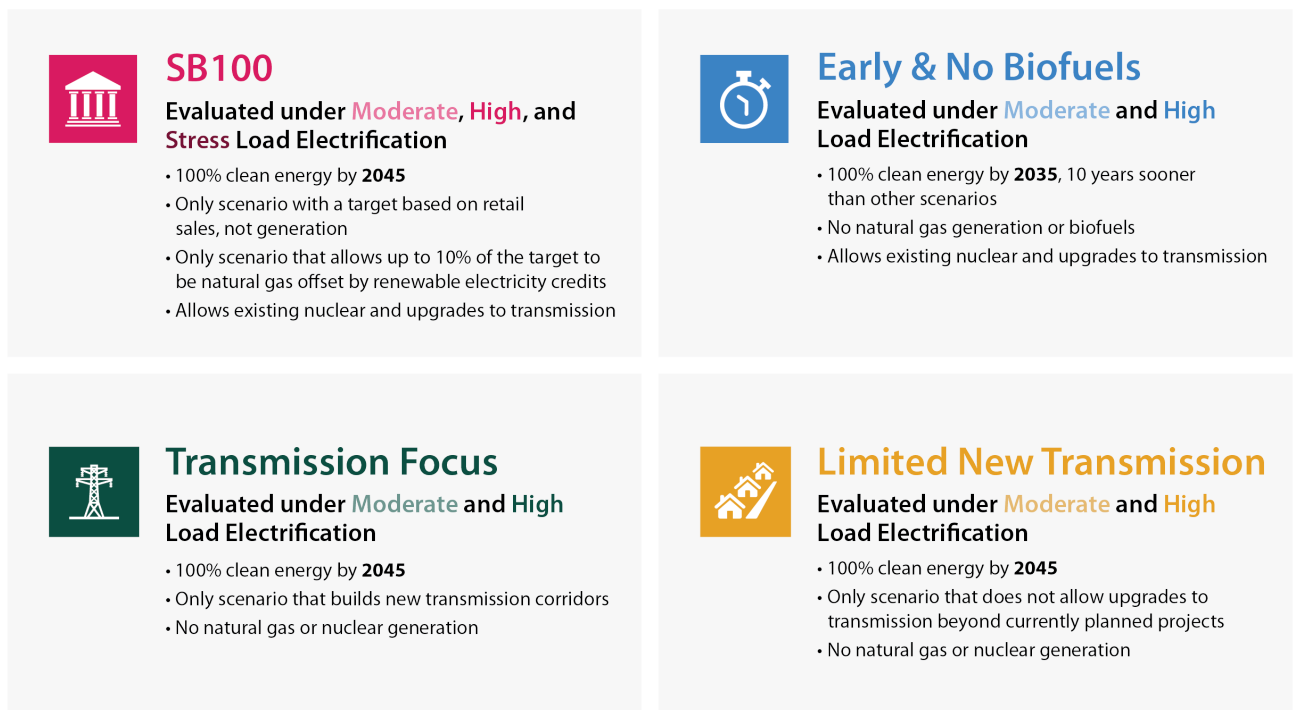 SB100
Evaluated under Moderate, High, and
Stress Load Electrification
• 100% clean energy by 2045
• Only scenario with a target based on retail
sales, not generation
• Only scenario that allows up to 10% of the target to
be natural gas offset by renewable electricity credits
• Allows existing nuclear and upgrades to transmission
Early & No Biofuels
Evaluated under Moderate and High
Load Electrification
• 100% clean energy by 2035, 10 years sooner
than other scenarios
• No natural gas generation or biofuels
• Allows existing nuclear and upgrades to transmission
Transmission Focus
Evaluated under Moderate and High
Load Electrification
• 100% clean energy by 2045
• Only scenario that builds new transmission corridors
• No natural gas or nuclear generation
Limited New Transmission
Evaluated under Moderate and High
Load Electrification
• 100% clean energy by 2045
• Only scenario that does not allow upgrades to
transmission beyond currently planned projects
• No natural gas or nuclear generation